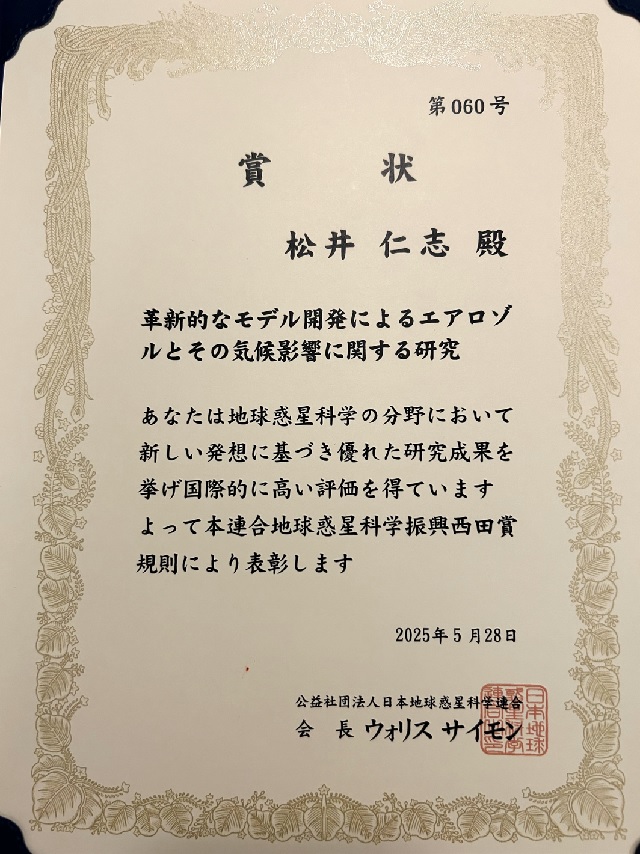 第060号
賞 状
松井 仁志 殿
革新的なモデル開発によるエアロゾ
ルとその気候影響に関する研究
あなたは地球惑星科学の分野において
新しい発想に基づき優れた研究成果を
挙げ国際的に高い評価を得ています
よって本連合地球惑星科学振興西田賞
規則により表彰します
2025年5月28日
公益社団法人日本地球惑星科学連合
会 長 ウォリス サイモン
日本地球